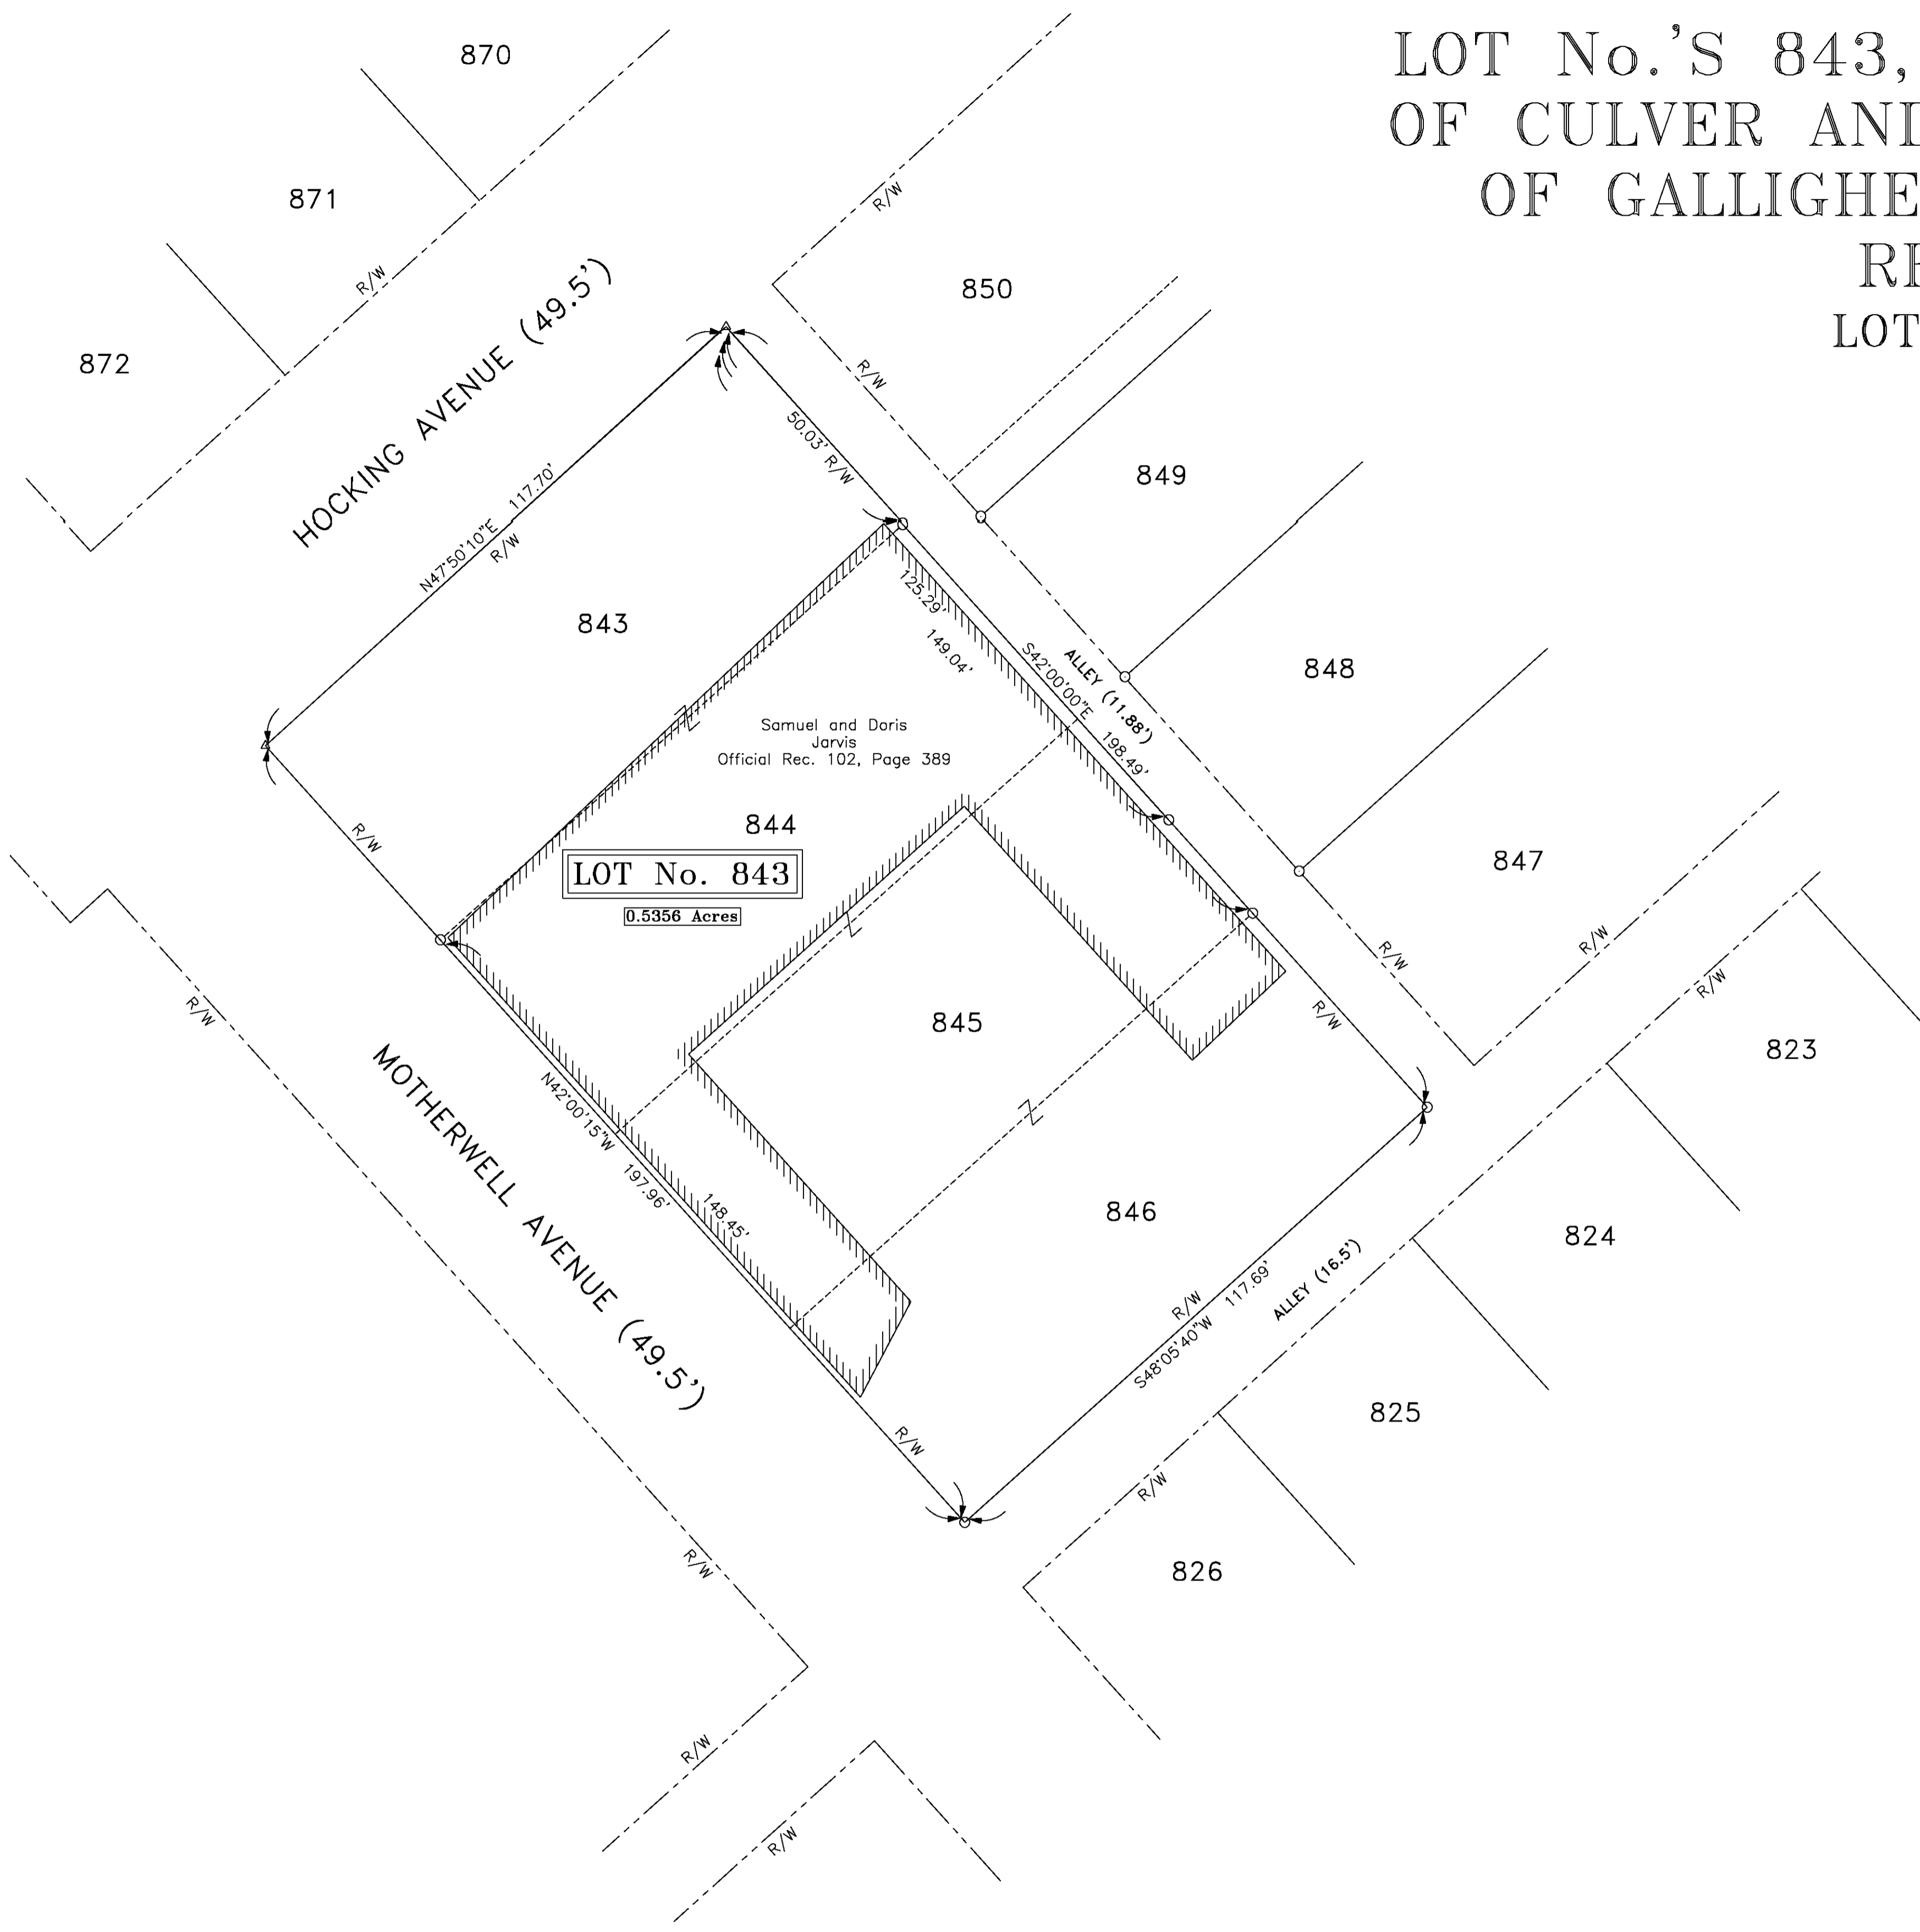 LOT No.'S 843,
OF CULVER AND
OF GALLIGHE
RE
LOT
870
871
872
R/W
R/W
HOCKING AVENUE (49.5')
850
R/W
50.03' R/W
849
N47°50'10"E 117.70'
R/W
843
125.29'
149.04'
S42°00'00"E 198.49'
ALLEY (11.88')
848
Samuel and Doris
Jarvis
Official Rec. 102, Page 389
844
LOT No. 843
0.5356 Acres
R/W
847
R/W
R/W
R/W
R/W
823
R/W
845
N42°00'15"W 197.96'
148.45'
MOTHERWELL AVENUE (49.5')
846
824
R/W
S48°05'40"W 117.69'
ALLEY (16.5')
825
R/W
R/W
826
R/W
R/W
R/W